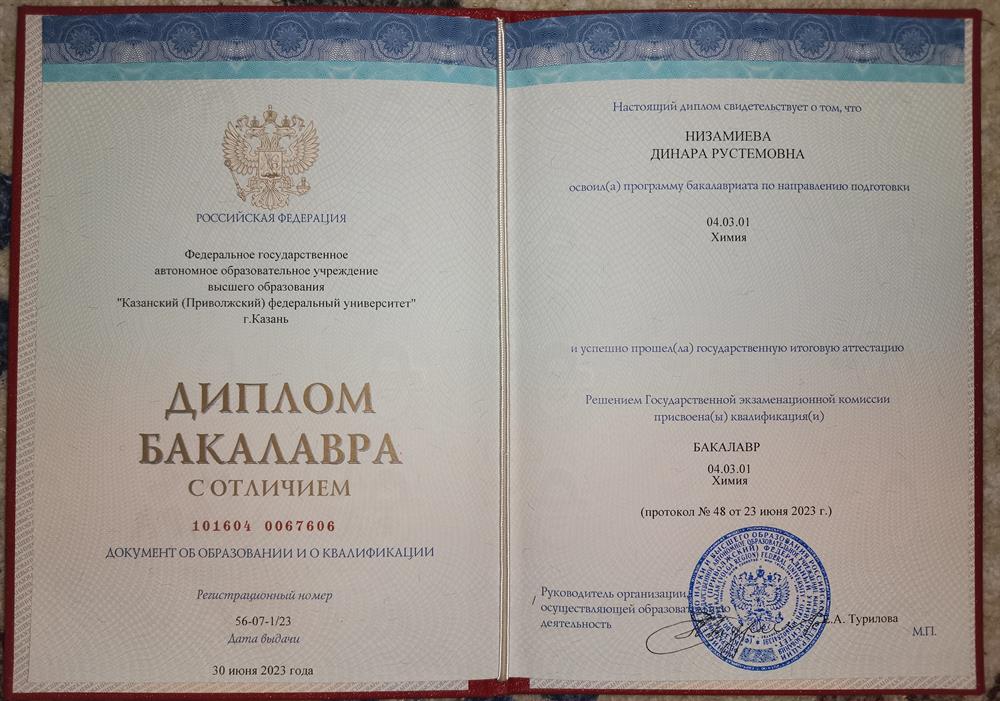 РОССИЙСКАЯ ФЕДЕРАЦИЯ
Федеральное государственное
автономное образовательное учреждение
высшего образования
"Казанский (Приволжский) федеральный университет"
г.Казань
ДИПЛОМ
БАКАЛАВРА
С ОТЛИЧИЕМ
101604 0067606
ДОКУМЕНТ ОБ ОБРАЗОВАНИИ И О КВАЛИФИКАЦИИ
Регистрационный номер
56-07-1/23
Дата выдачи
30 июня 2023 года
Настоящий диплом свидетельствует о том, что
НИЗАМИЕВА
ДИНАРА РУСТЕМОВНА
освоил(а) программу бакалавриата по направлению подготовки
04.03.01
Химия
и успешно прошел(ла) государственную итоговую аттестацию
Решением Государственной экзаменационной комиссии
присвоена(ы) квалификация(и)
БАКАЛАВР
04.03.01
Химия
(протокол № 48 от 23 июня 2023 г.)
Руководитель организации,
осуществляющей образовательную
деятельность
Е.А. Турилова
М.П.